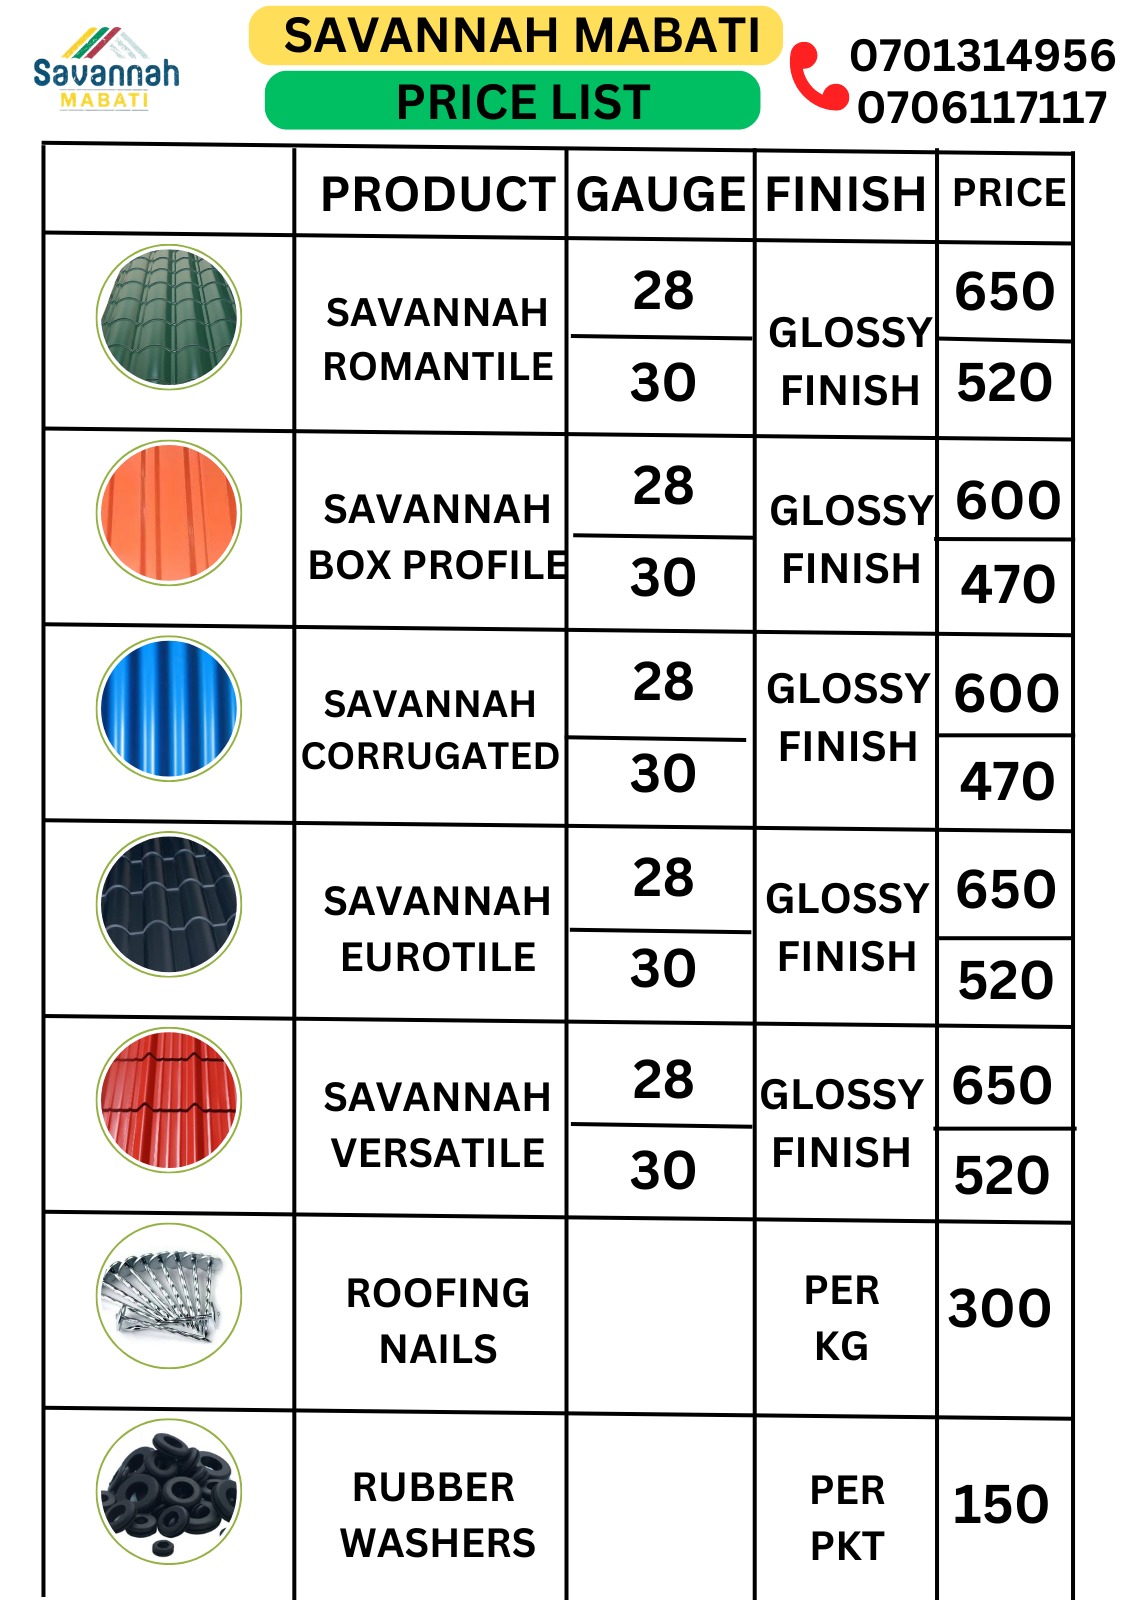 Savannah
MABATI
SAVANNAH MABATI
PRICE LIST
0701314956
0706117117
PRODUCT GAUGE FINISH PRICE
SAVANNAH
ROMANTILE
28
30
GLOSSY
FINISH
650
520
SAVANNAH
BOX PROFILE
28
30
GLOSSY
FINISH
600
470
SAVANNAH
CORRUGATED
28
30
GLOSSY
FINISH
600
470
SAVANNAH
EUROTILE
28
30
GLOSSY
FINISH
650
520
SAVANNAH
VERSATILE
28
30
GLOSSY
FINISH
650
520
ROOFING
NAILS
PER
KG
300
RUBBER
WASHERS
PER
PKT
150